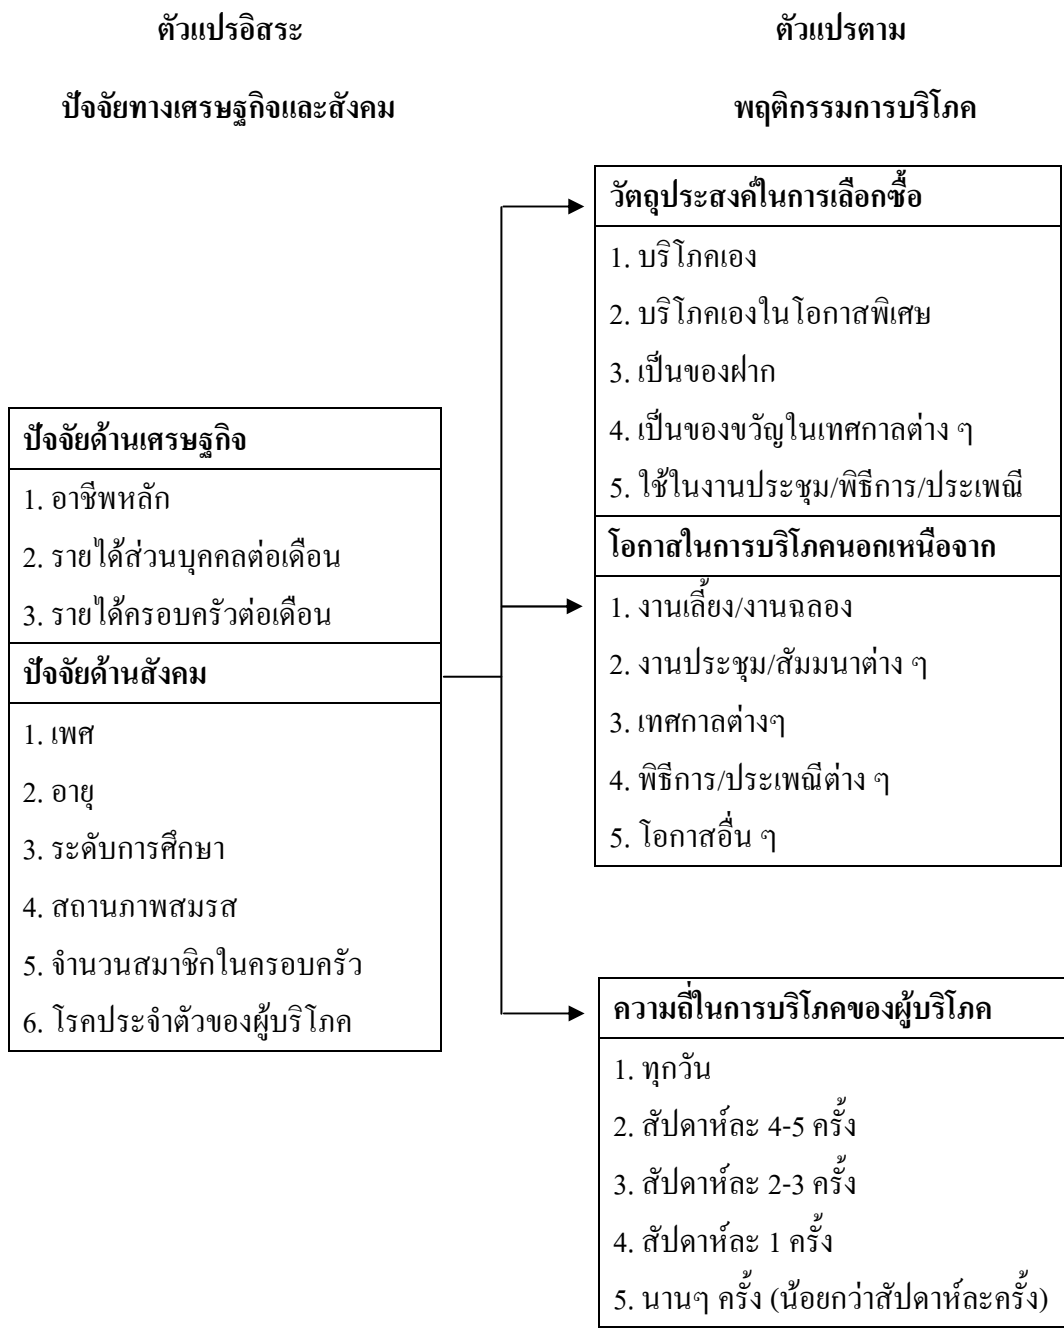 ตัวแปรอิสระ
ปัจจัยทางเศรษฐกิจและสังคม
ปัจจัยด้านเศรษฐกิจ
1. อาชีพหลัก
2. รายได้ส่วนบุคคลต่อเดือน
3. รายได้ครอบครัวต่อเดือน
ปัจจัยด้านสังคม
1. เพศ
2. อายุ
3. ระดับการศึกษา
4. สถานภาพสมรส
5. จำนวนสมาชิกในครอบครัว
6. โรคประจำตัวของผู้บริโภค
ตัวแปรตาม
พฤติกรรมการบริโภค
วัตถุประสงค์ในการเลือกซื้อ
1. บริโภคเอง
2. บริโภคเองในโอกาสพิเศษ
3. เป็นของฝาก
4. เป็นของขวัญในเทศกาลต่าง ๆ
5. ใช้ในงานประชุม/พิธีการ/ประเพณี
โอกาสในการบริโภคนอกเหนือจาก
1. งานเลี้ยง/งานฉลอง
2. งานประชุม/สัมมนาต่าง ๆ
3. เทศกาลต่างๆ
4. พิธีการ/ประเพณีต่าง ๆ
5. โอกาสอื่น ๆ
ความถี่ในการบริโภคของผู้บริโภค
1. ทุกวัน
2. สัปดาห์ละ 4-5 ครั้ง
3. สัปดาห์ละ 2-3 ครั้ง
4. สัปดาห์ละ 1 ครั้ง
5. นานๆ ครั้ง (น้อยกว่าสัปดาห์ละครั้ง)